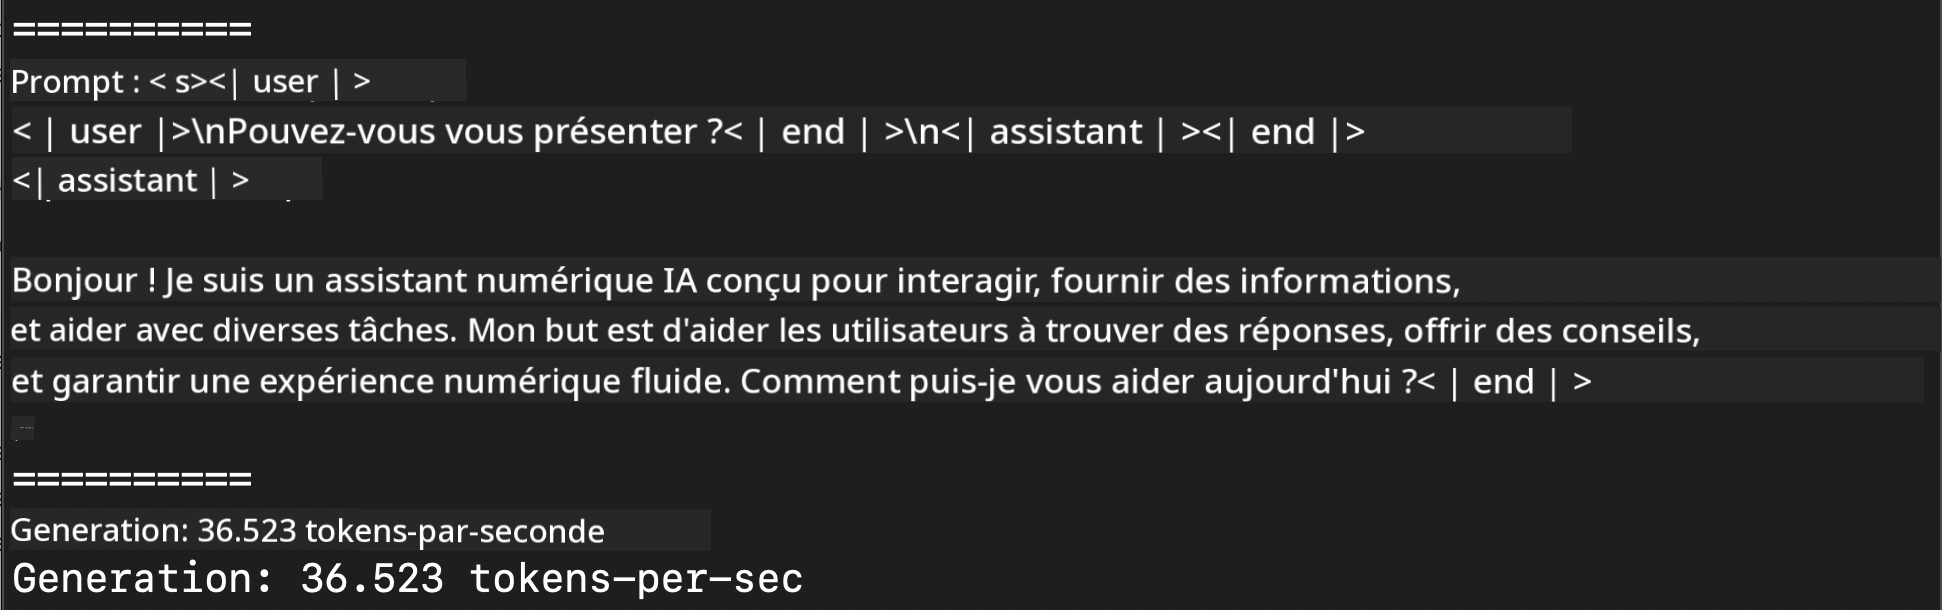 ==========
Prompt : < s><| user | >
< | user |>\nPouvez-vous vous présenter ?< | end | >\n<| assistant | ><| end |>
<| assistant | >
Bonjour ! Je suis un assistant numérique IA conçu pour interagir, fournir des informations,
et aider avec diverses tâches. Mon but est d'aider les utilisateurs à trouver des réponses, offrir des conseils,
et garantir une expérience numérique fluide. Comment puis-je vous aider aujourd'hui ?< | end | >
==========
Generation: 36.523 tokens-par-seconde
Generation: 36.523 tokens-per-sec